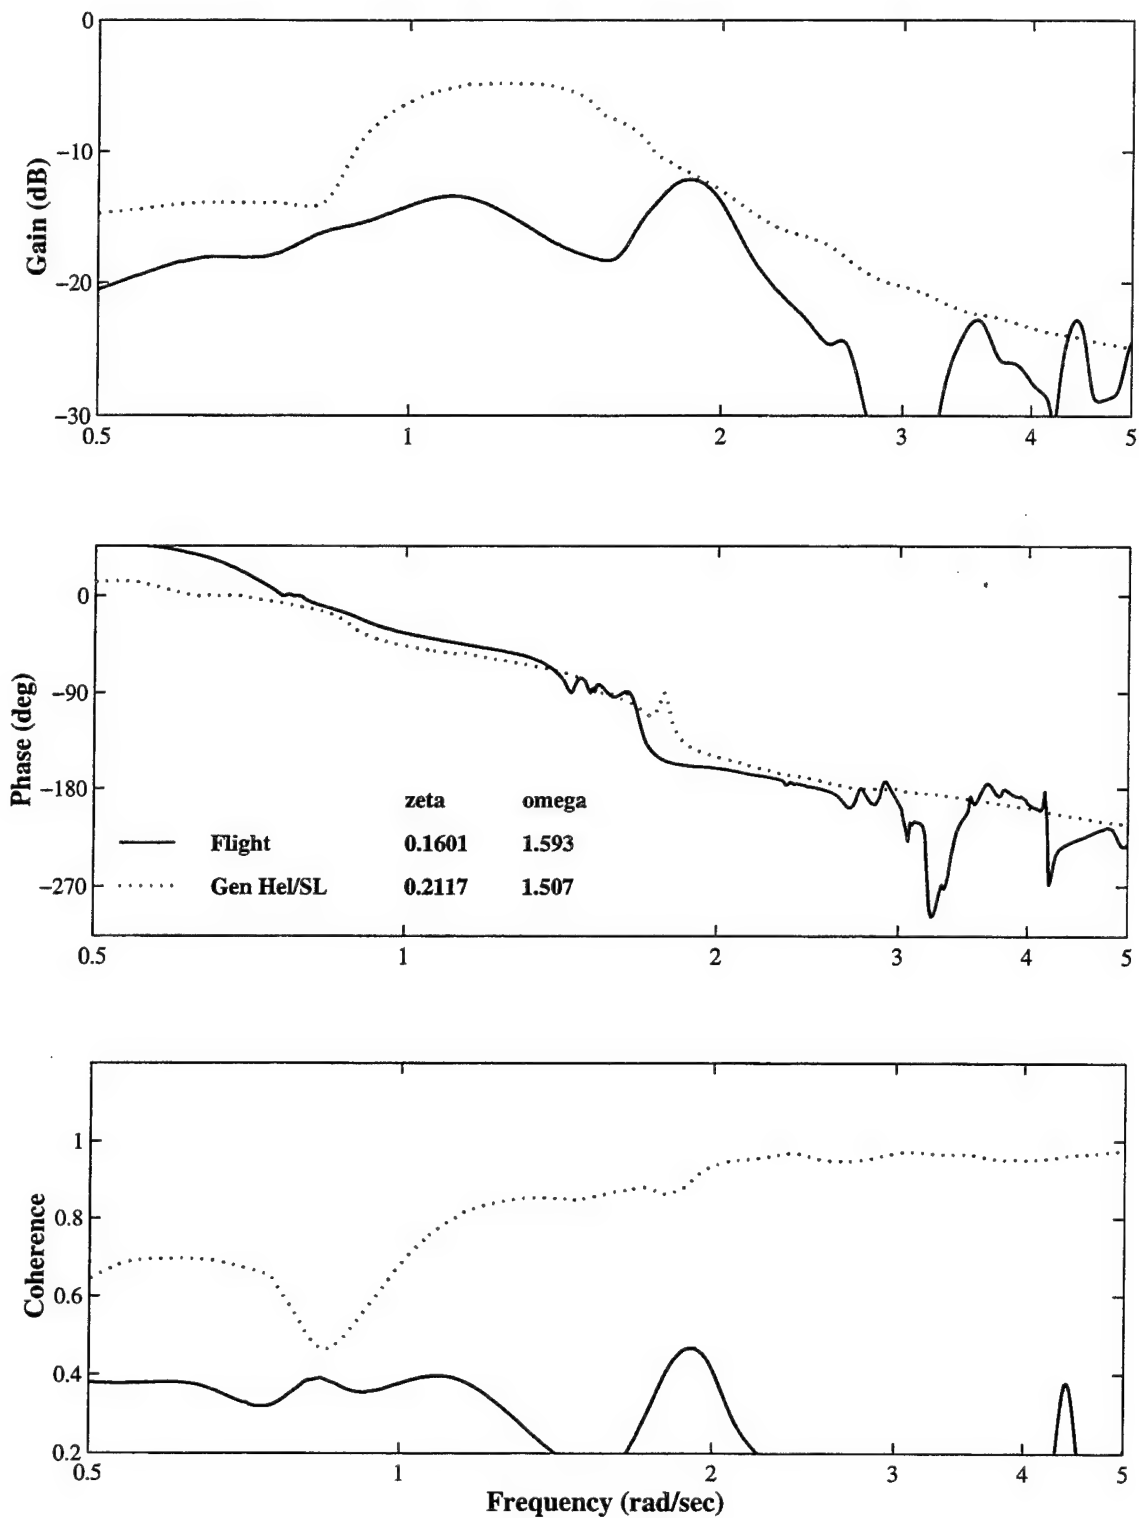 0
−10
−20
−30
Gain (dB)
0.5 1 2 3 4 5
0
−90
−180
−270
Phase (deg)
zeta omega
Flight 0.1601 1.593
Gen Hel/SL 0.2117 1.507
0.5 1 2 3 4 5
1
0.8
0.6
0.4
0.2
Coherence
0.5 1 2 3 4 5
Frequency (rad/sec)